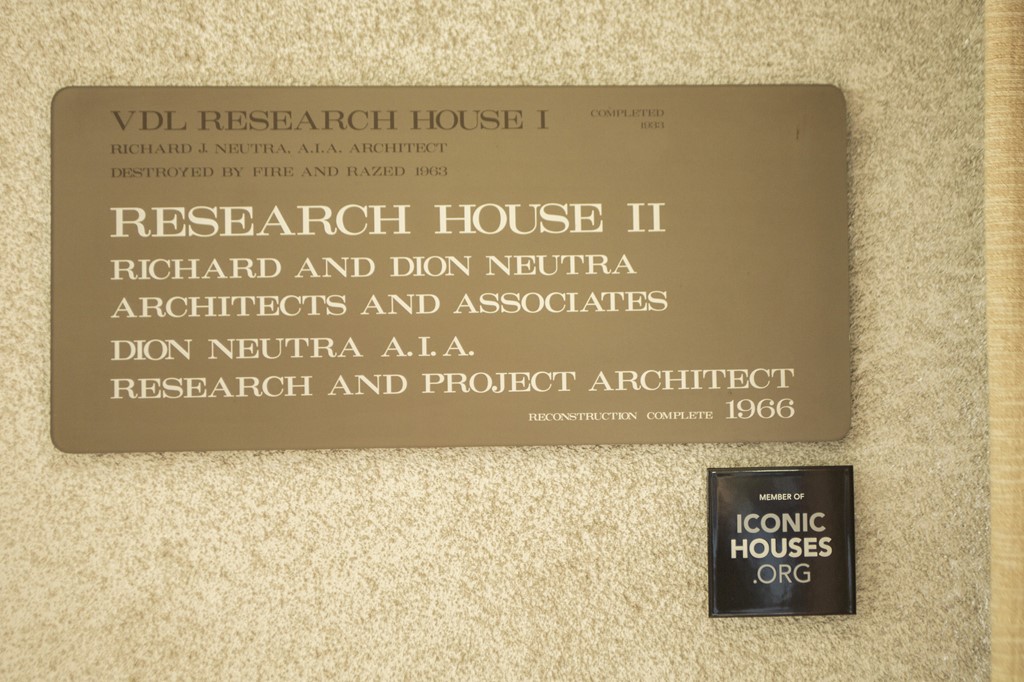 VDL RESEARCH HOUSE I COMPLETED
1933
RICHARD J. NEUTRA, A.I.A. ARCHITECT
DESTROYED BY FIRE AND RAZED 1963
RESEARCH HOUSE II
RICHARD AND DION NEUTRA
ARCHITECTS AND ASSOCIATES
DION NEUTRA A.I.A.
RESEARCH AND PROJECT ARCHITECT
RECONSTRUCTION COMPLETE 1966
MEMBER OF
ICONIC
HOUSES
.ORG